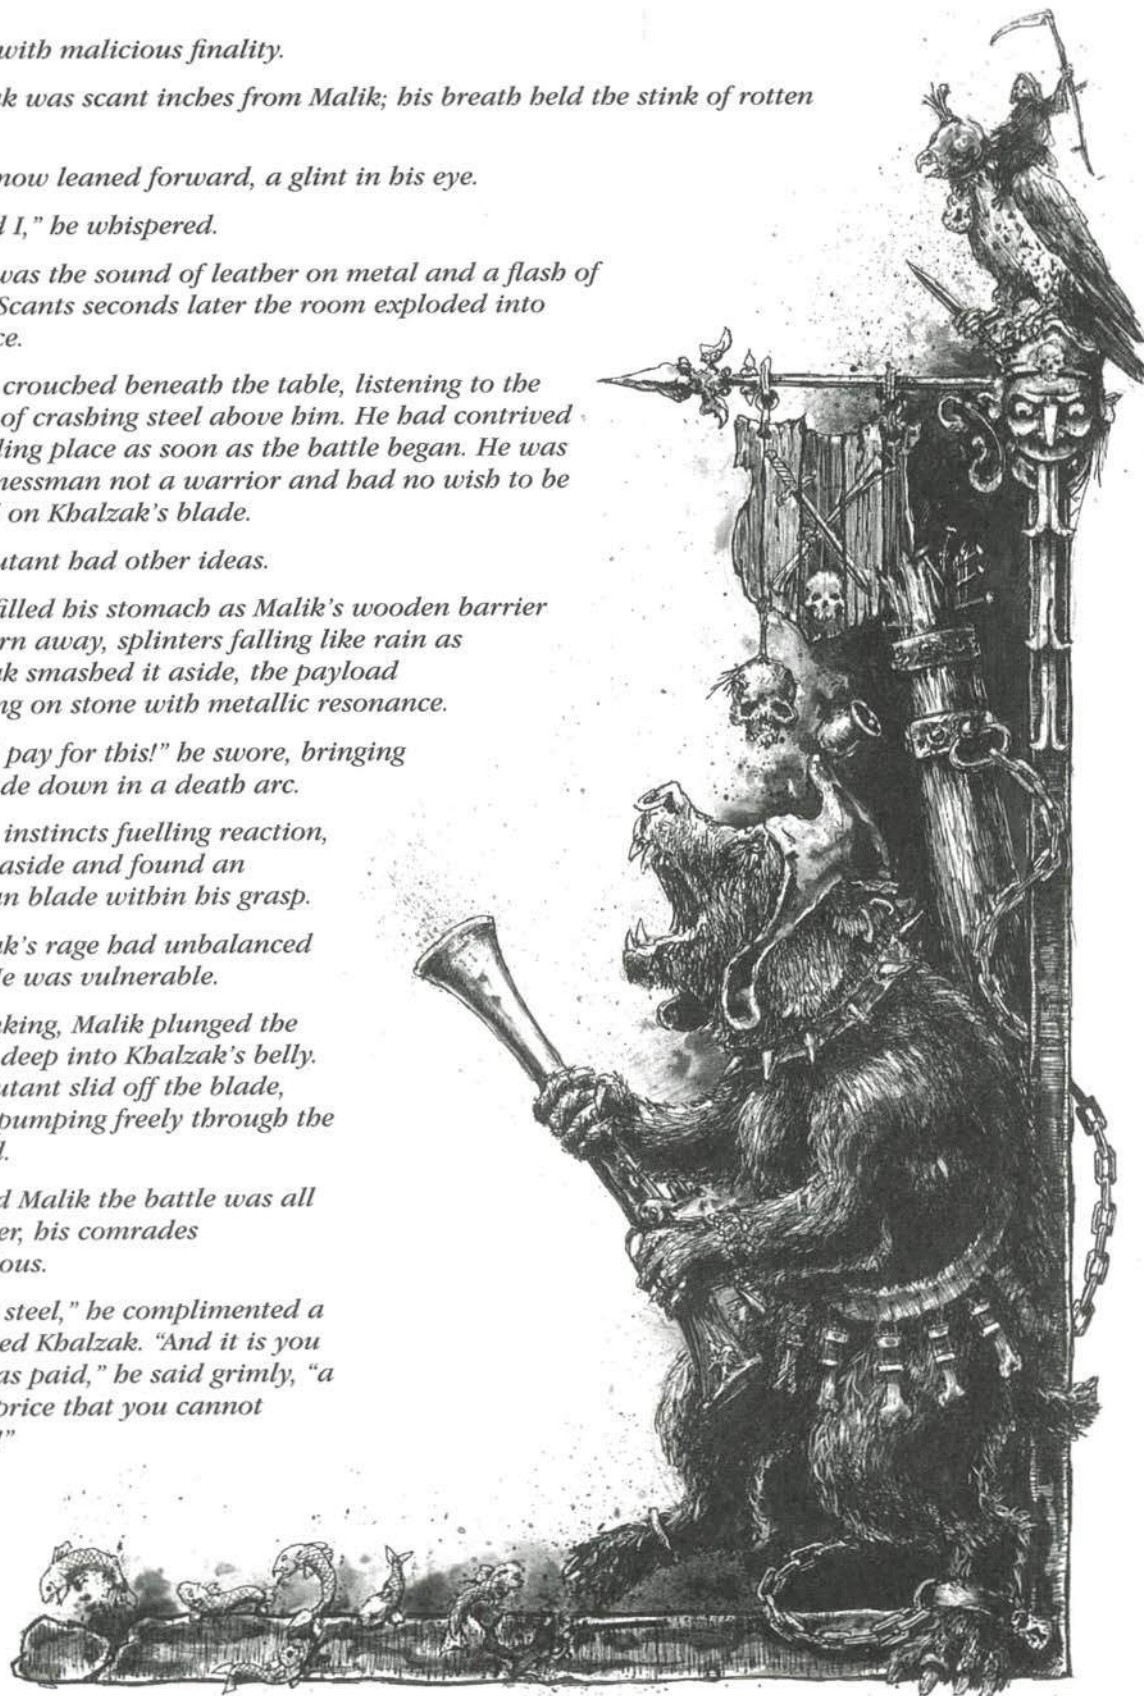 with malicious finality.
ak was scant inches from Malik; his breath held the stink of rotten
now leaned forward, a glint in his eye.
d I," he whispered.
was the sound of leather on metal and a flash of
Scants seconds later the room exploded into
ce.
crouched beneath the table, listening to the
of crashing steel above him. He had contrived
ling place as soon as the battle began. He was
nessman not a warrior and had no wish to be
d on Khalzak's blade.
utant had other ideas.
filled his stomach as Malik's wooden barrier
rn away, splinters falling like rain as
ak smashed it aside, the payload
ng on stone with metallic resonance.
pay for this!" he swore, bringing
de down in a death arc.
instincts fuelling reaction,
aside and found an
an blade within his grasp.
ak's rage had unbalanced
He was vulnerable.
nking, Malik plunged the
deep into Khalzak's belly.
utant slid off the blade,
pumping freely through the
d.
d Malik the battle was all
er, his comrades
ous.
steel," he complimented a
ed Khalzak. "And it is you
as paid," he said grimly, "a
price that you cannot
"